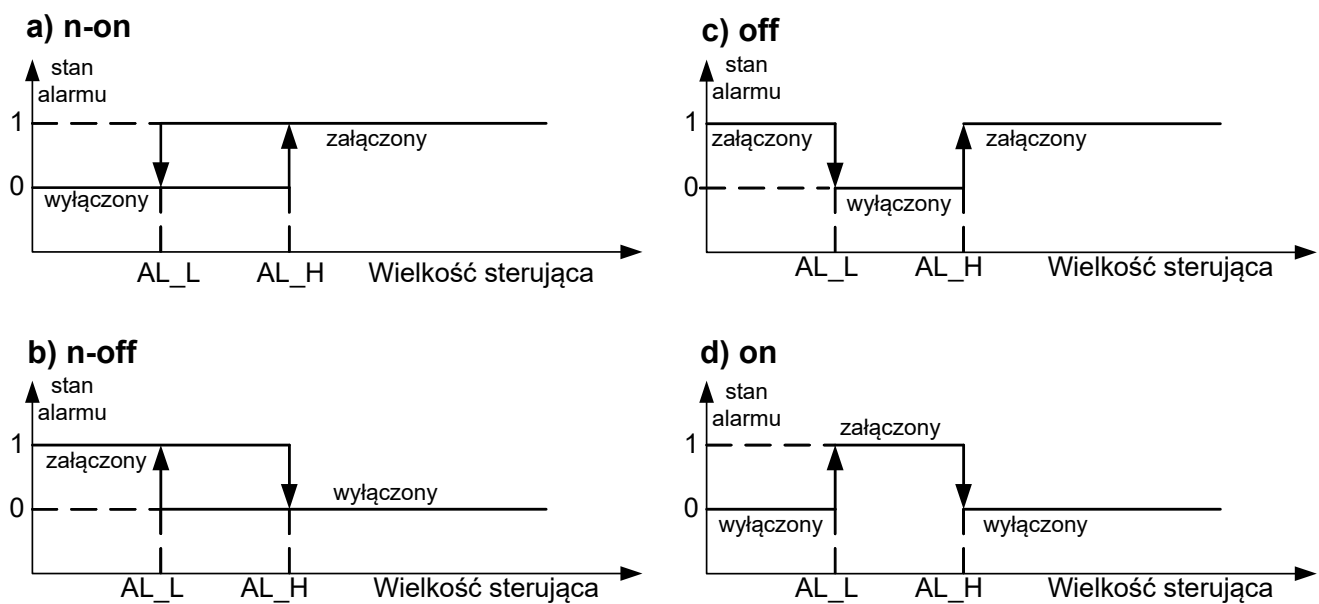 a) n-on
stan
alarmu
1
załączony
0
wyłączony
AL_L
AL_H
Wielkość sterująca
c) off
stan
alarmu
1
załączony
załączony
0
wyłączony
AL_L
AL_H
Wielkość sterująca
b) n-off
stan
alarmu
1
załączony
wyłączony
0
AL_L
AL_H
Wielkość sterująca
d) on
stan
alarmu
załączony
1
0
wyłączony
wyłączony
AL_L
AL_H
Wielkość sterująca